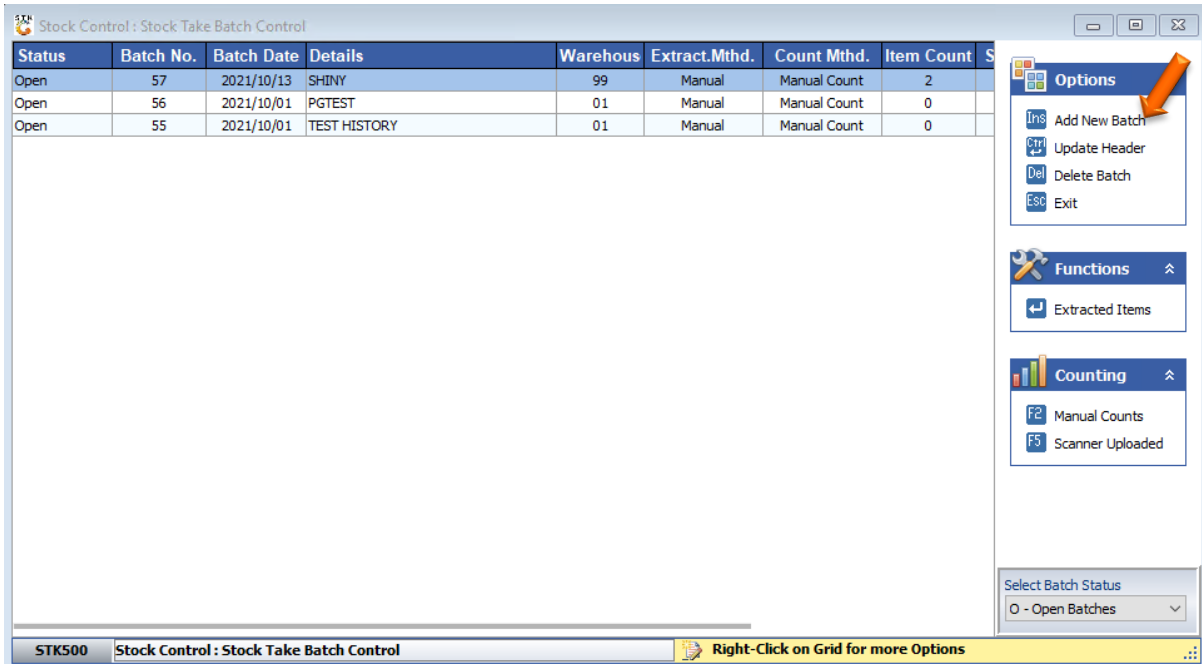 STK
Stock Control : Stock Take Batch Control
Status Batch No. Batch Date Details Warehous Extract.Mthd. Count Mthd. Item Count S
Open 57 2021/10/13 SHINY 99 Manual Manual Count 2
Open 56 2021/10/01 PGTEST 01 Manual Manual Count 0
Open 55 2021/10/01 TEST HISTORY 01 Manual Manual Count 0
Options
Ins Add New Batch
Ctrl Update Header
Del Delete Batch
Esc Exit
Functions
Extracted Items
Counting
F2 Manual Counts
F5 Scanner Uploaded
Select Batch Status
O - Open Batches
STK500 Stock Control : Stock Take Batch Control Right-Click on Grid for more Options